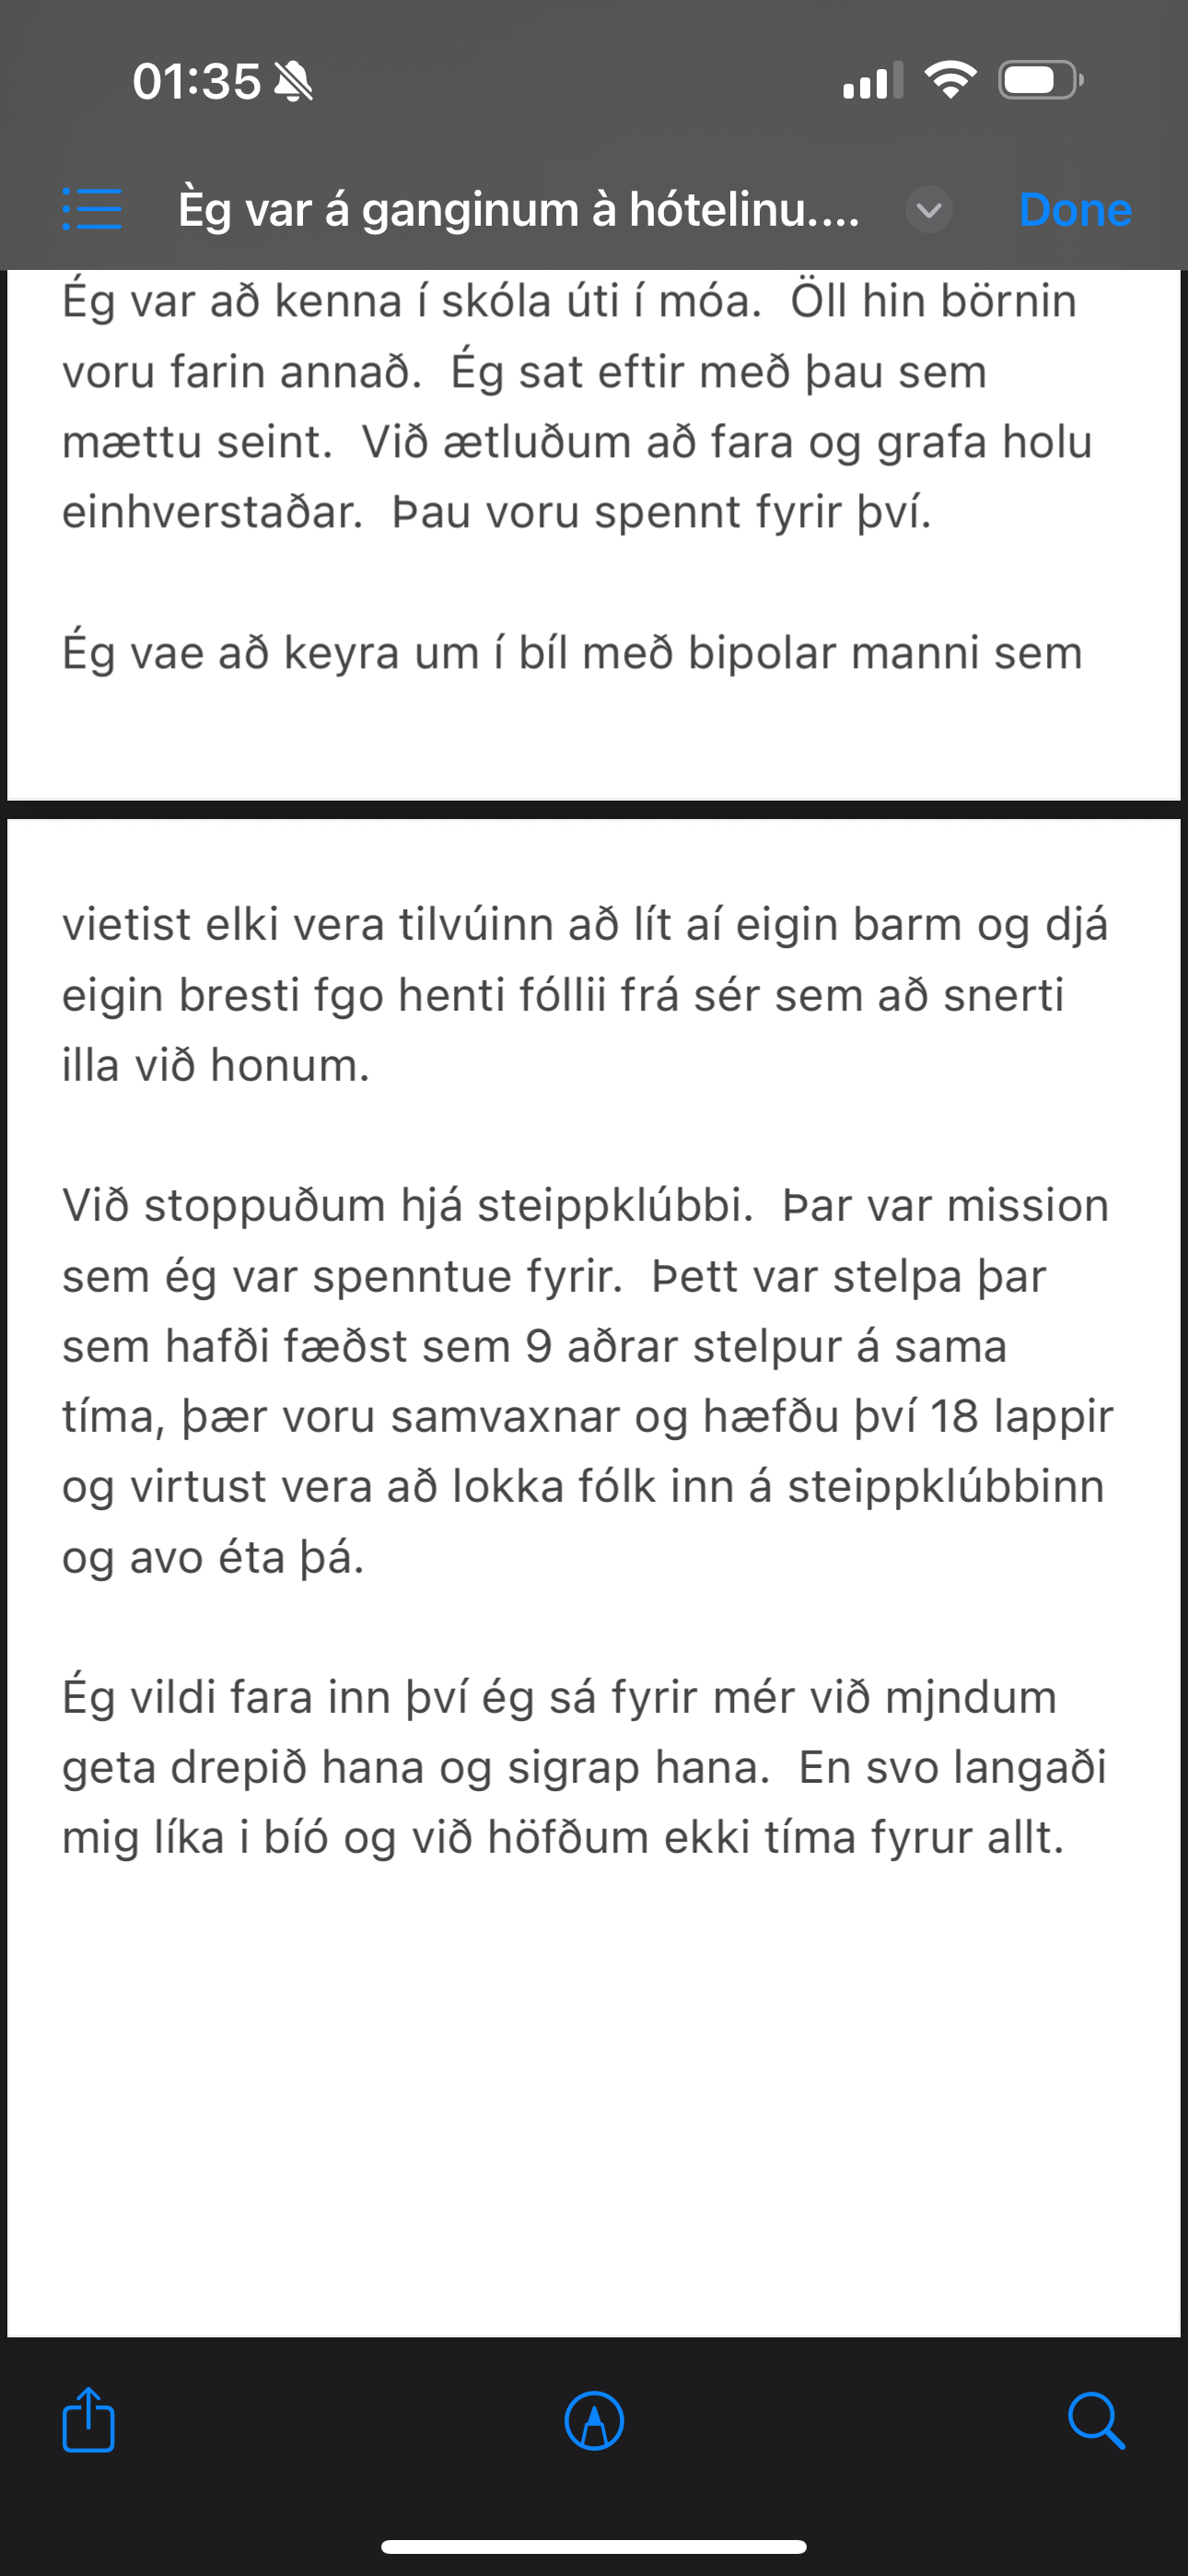 01:35
Èg var á ganginum à hótelinu....
Done
Ég var að kenna í skóla úti í móa.  Öll hin börnin
voru farin annað.  Ég sat eftir með þau sem
mættu seint.  Við ætluðum að fara og grafa holu
einhverstaðar.  Þau voru spennt fyrir því.
Ég vae að keyra um í bíl með bipolar manni sem
vietist elki vera tilvúinn að lít aí eigin barm og djá
eigin bresti fgo henti fóllii frá sér sem að snerti
illa við honum.
Við stoppuðum hjá steippklúbbi.  Þar var mission
sem ég var spenntue fyrir.  Þett var stelpa þar
sem hafði fæðst sem 9 aðrar stelpur á sama
tíma, þær voru samvaxnar og hæfðu því 18 lappir
og virtust vera að lokka fólk inn á steippklúbbinn
og avo éta þá.
Ég vildi fara inn því ég sá fyrir mér við mjndum
geta drepið hana og sigrap hana.  En svo langaði
mig líka i bíó og við höfðum ekki tíma fyrur allt.